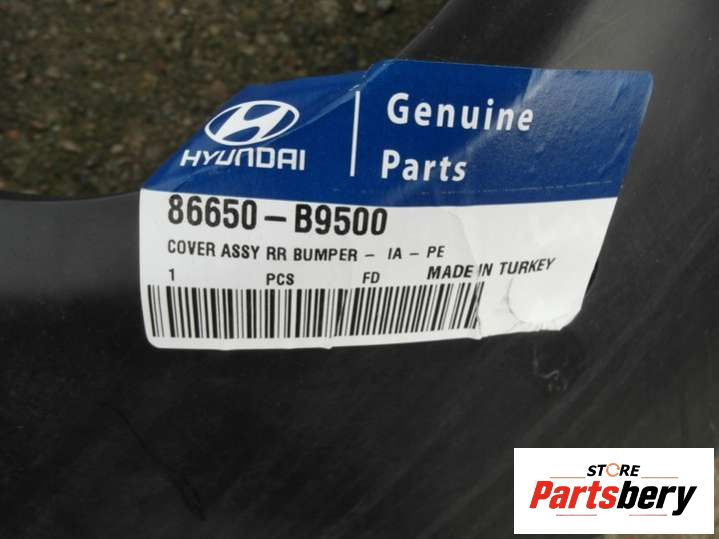 HYUNDAI
Genuine
Parts
86650-B9500
COVER ASSY RR BUMPER - IA - PE
1 PCS FD MADE IN TURKEY
STORE
Partsbery